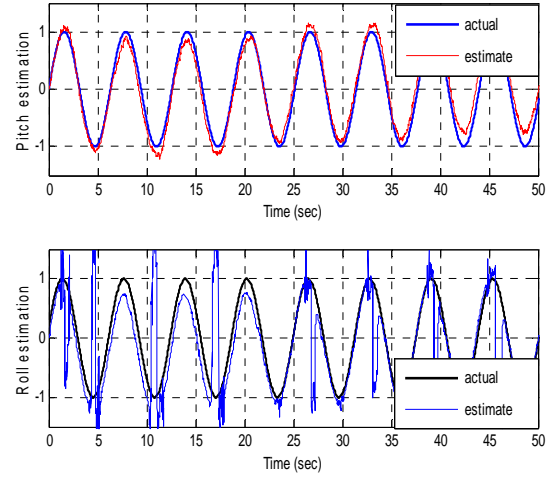 Pitch estimation
1
0
-1
actual
estimate
0 5 10 15 20 25 30 35 40 45 50
Time (sec)
Roll estimation
1
0
-1
actual
estimate
0 5 10 15 20 25 30 35 40 45 50
Time (sec)